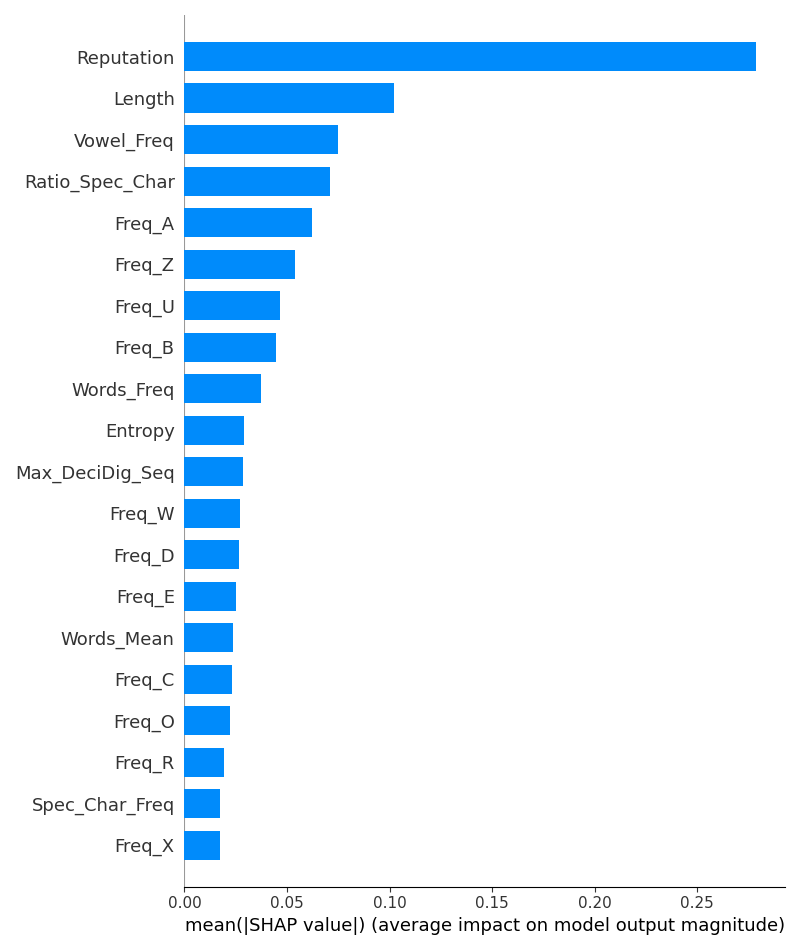 Reputation
Length
Vowel_Freq
Ratio_Spec_Char
Freq_A
Freq_Z
Freq_U
Freq_B
Words_Freq
Entropy
Max_DeciDig_Seq
Freq_W
Freq_D
Freq_E
Words_Mean
Freq_C
Freq_O
Freq_R
Spec_Char_Freq
Freq_X
0.00 0.05 0.10 0.15 0.20 0.25
mean(|SHAP value|) (average impact on model output magnitude)